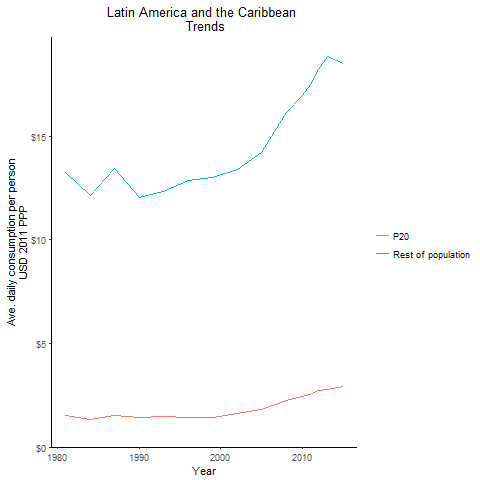 Latin America and the Caribbean
Trends
Ave. daily consumption per person
USD 2011 PPP
$15
$10
$5
$0
1980
1990
2000
2010
Year
P20
Rest of population